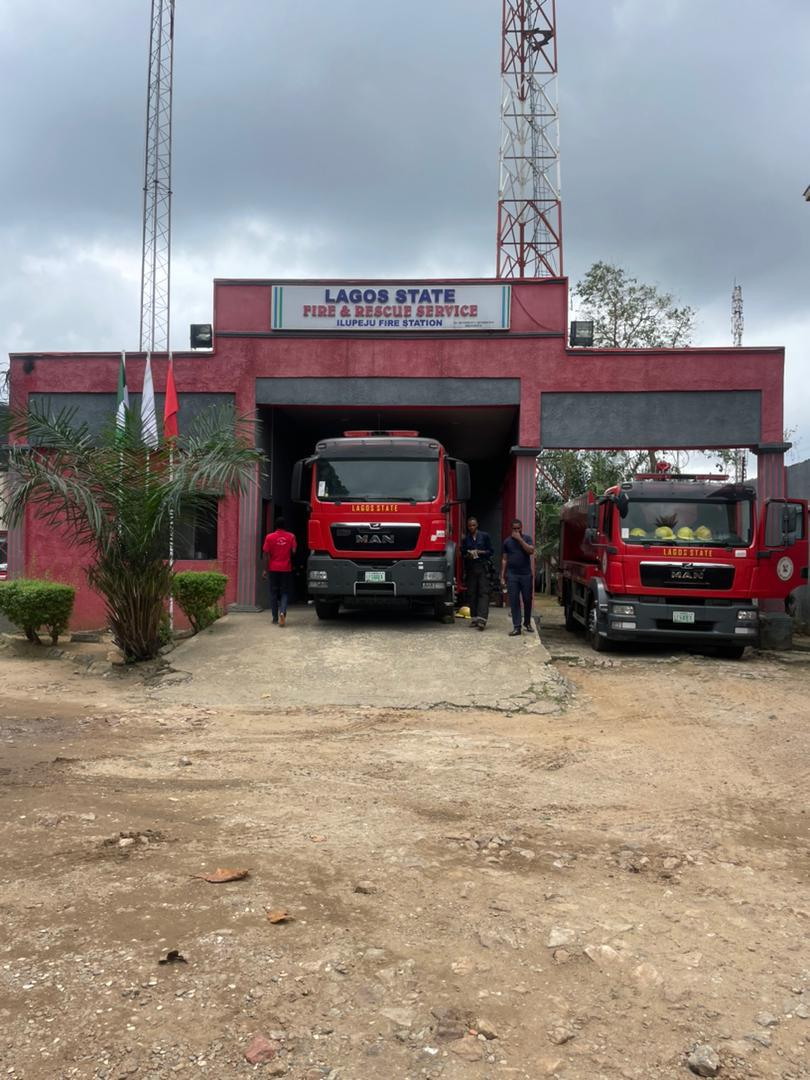 LAGOS STATE
FIRE & RESCUE SERVICE
ILUPEJU FIRE STATION
LAGOS STATE
MAN
LAGOS STATE
MAN